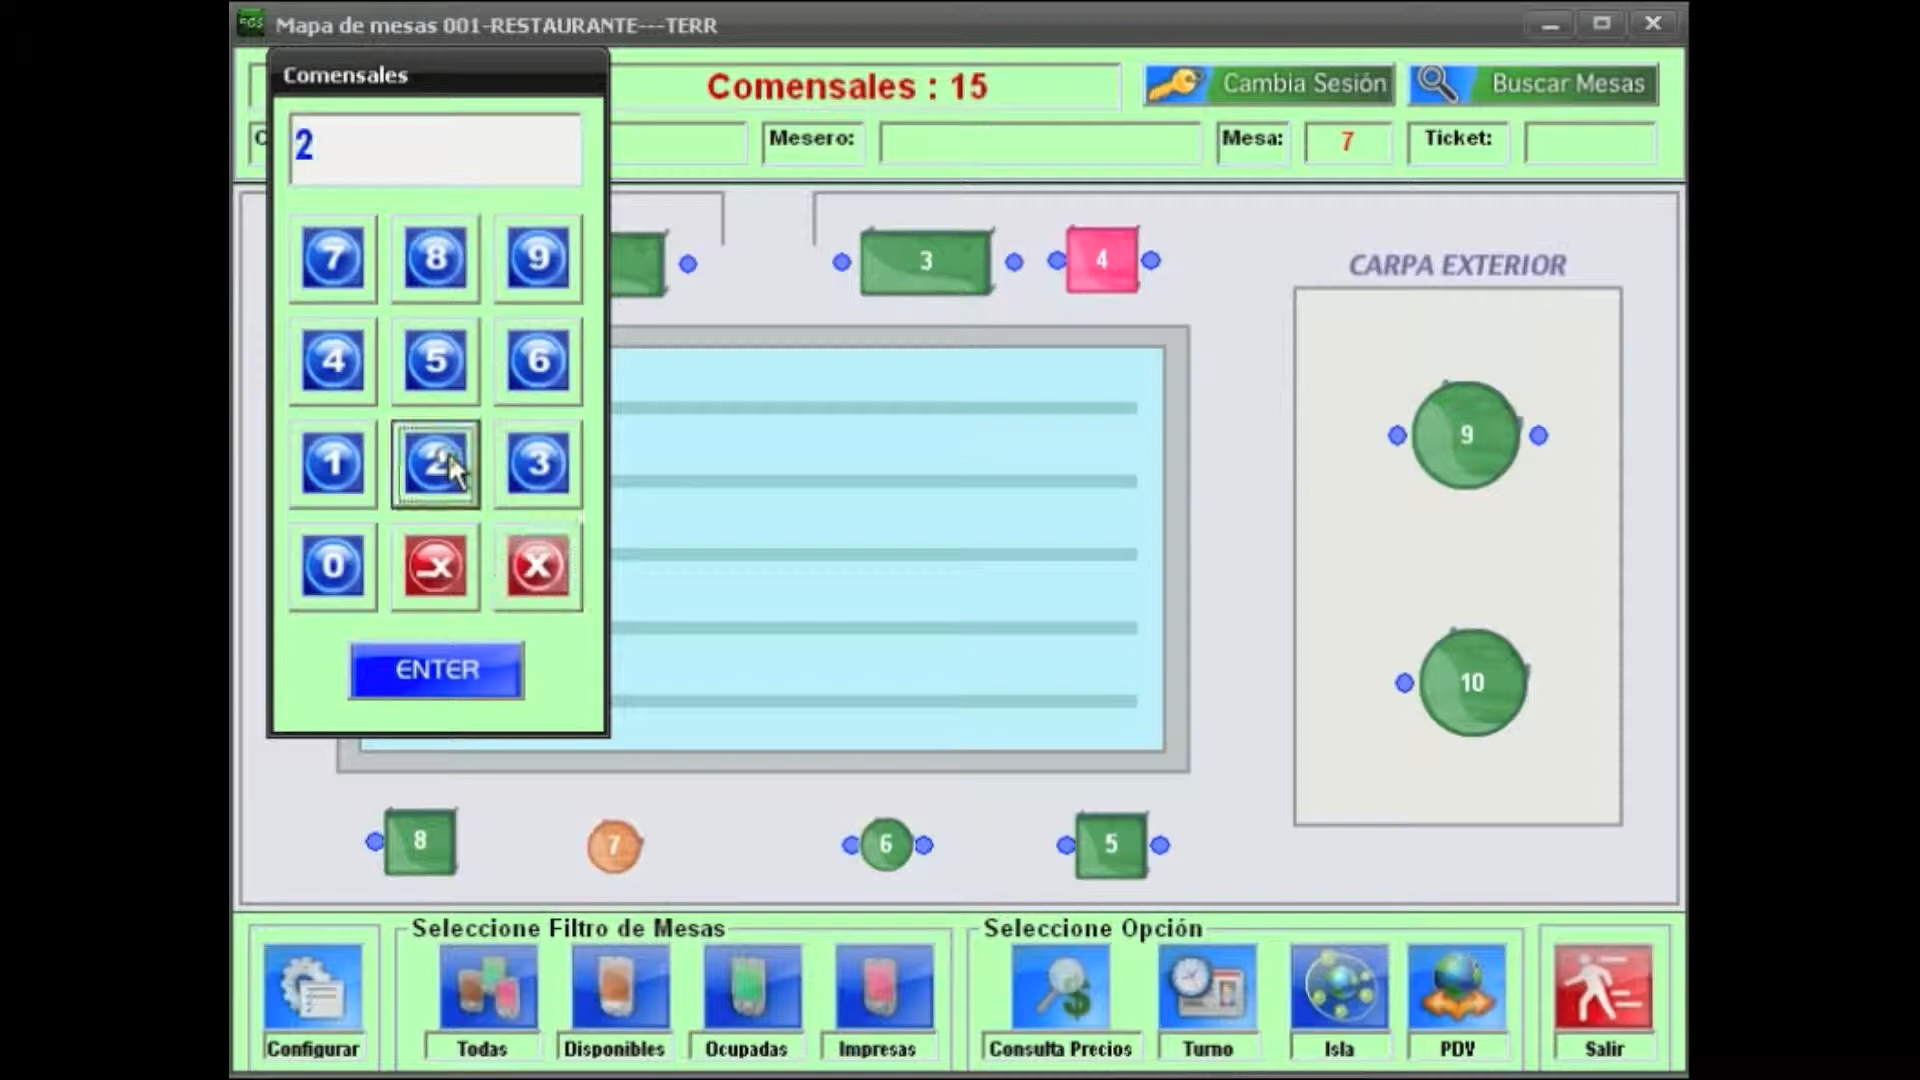 Mapa de mesas 001-RESTAURANTE---TERR
Comensales
Comensales : 15
Cambia Sesión
Buscar Mesas
2
Mesero:
Mesa:
7
Ticket:
7
8
9
4
5
6
1
2
3
0
X
X
ENTER
3
4
CARPA EXTERIOR
9
10
8
7
6
5
Seleccione Filtro de Mesas
Seleccione Opción
Configurar
Todas
Disponibles
Ocupadas
Impresas
Consulta Precios
Turno
Isla
PDV
Salir